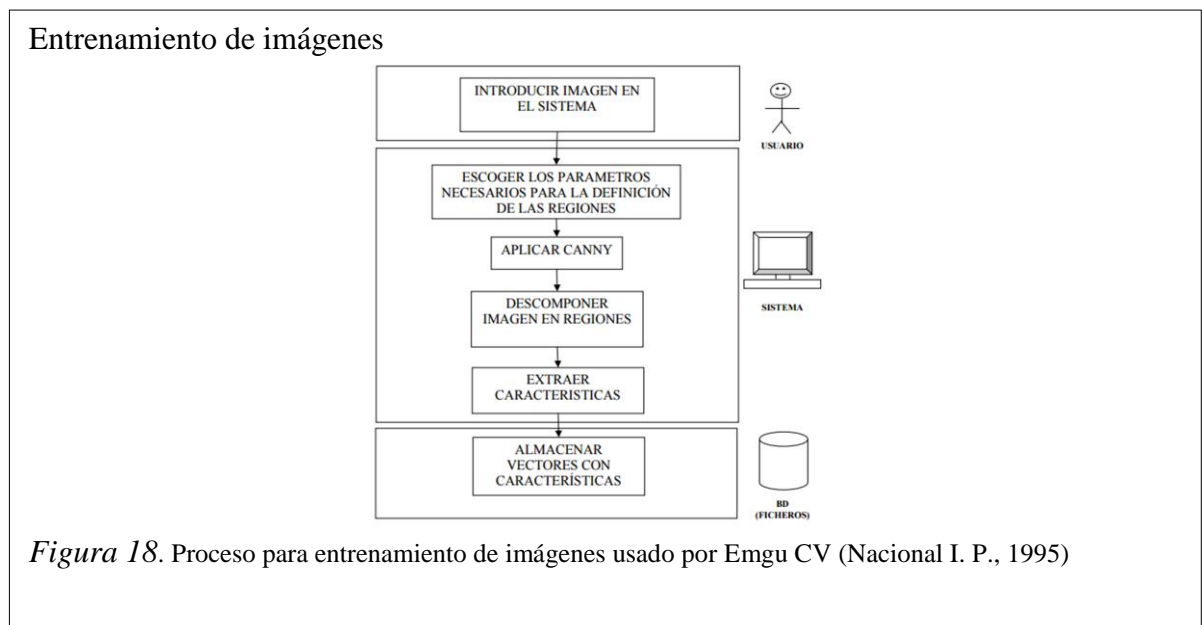 Entrenamiento de imágenes
INTRODUCIR IMAGEN EN
EL SISTEMA
USUARIO
ESCOGER LOS PARAMETROS
NECESARIOS PARA LA DEFINICIÓN
DE LAS REGIONES
APLICAR CANNY
DESCOMPONER
IMAGEN EN REGIONES
SISTEMA
EXTRAER
CARACTERISTICAS
ALMACENAR
VECTORES CON
CARACTERÍSTICAS
BD
(FICHEROS)
Figura 18. Proceso para entrenamiento de imágenes usado por Emgu CV (Nacional I. P., 1995)